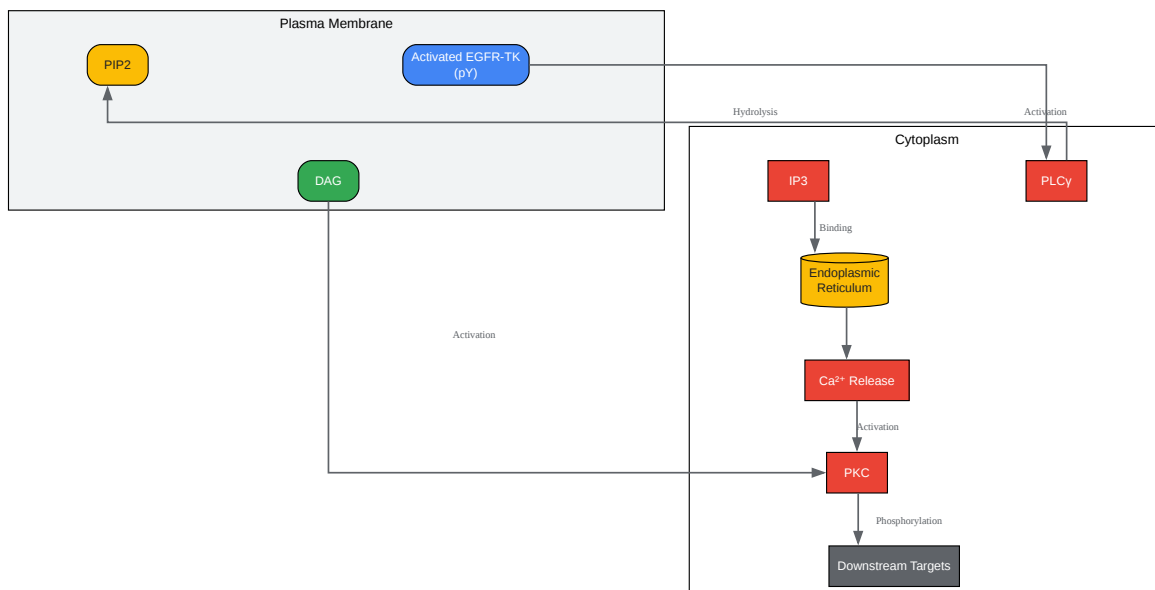 Plasma Membrane
PIP2
Activated EGFR-TK
(pY)
Hydrolysis
Activation
Cytoplasm
DAG
IP3
PLCγ
Binding
Endoplasmic
Reticulum
Activation
Ca²⁺ Release
Activation
PKC
Phosphorylation
Downstream Targets